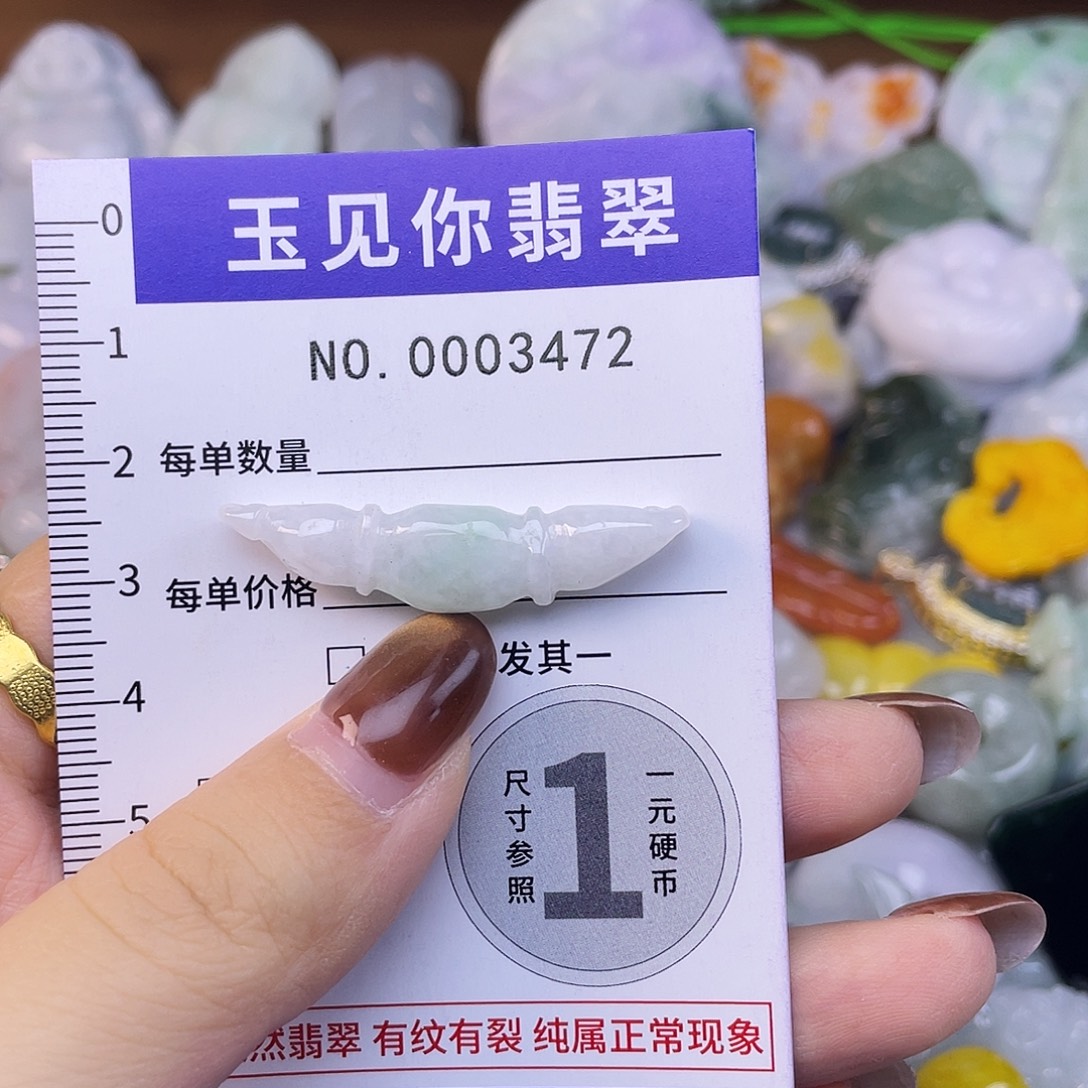 玉见你翡翠
NO. 0003472
0
1
2
3
4
5
每单数量
每单价格
发其一
尺寸参照
1
一元硬币
然翡翠 有纹有裂 纯属正常现象